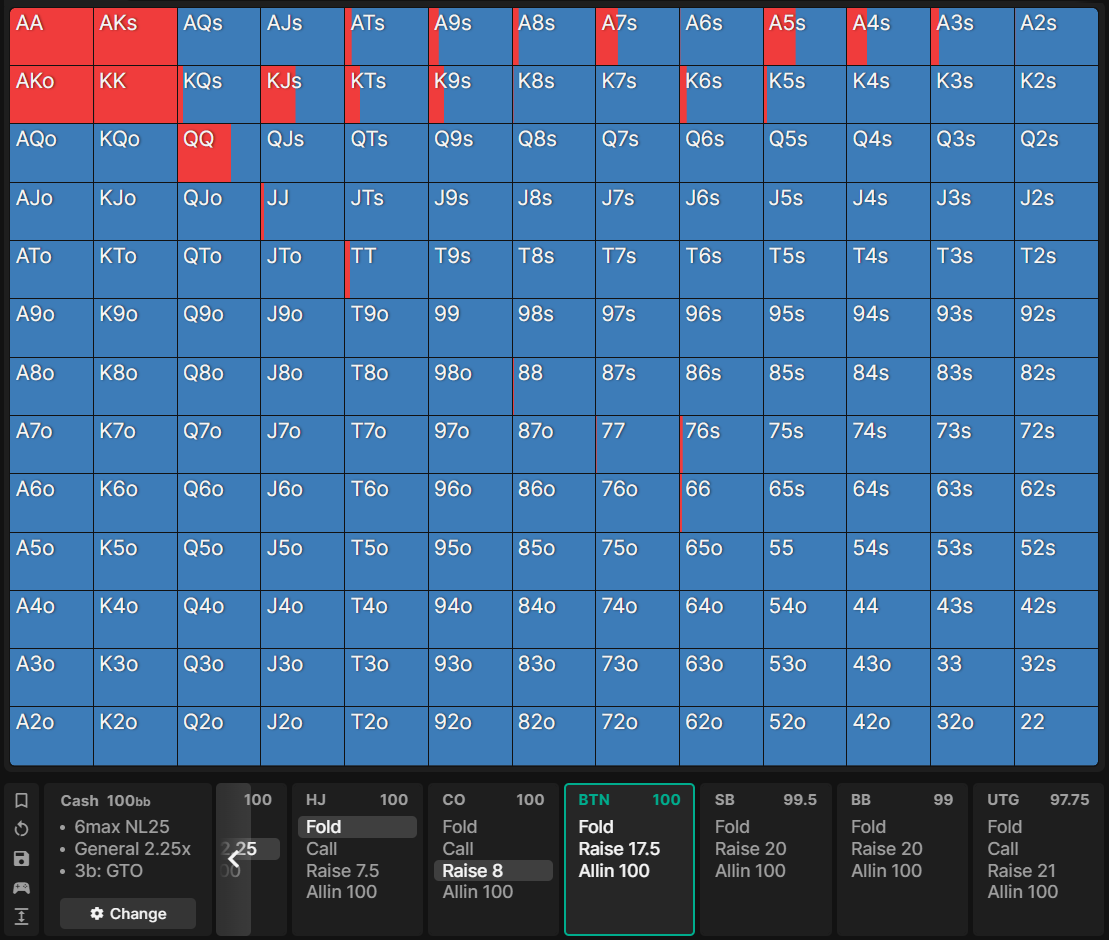 AA AKs AQs AJs ATs A9s A8s A7s A6s A5s A4s A3s A2s
AKo KK KQs KJs KTs K9s K8s K7s K6s K5s K4s K3s K2s
AQo KQo QQ QJs QTs Q9s Q8s Q7s Q6s Q5s Q4s Q3s Q2s
AJo KJo QJo JJ JTs J9s J8s J7s J6s J5s J4s J3s J2s
ATo KTo QTo JTo TT T9s T8s T7s T6s T5s T4s T3s T2s
A9o K9o Q9o J9o T9o 99 98s 97s 96s 95s 94s 93s 92s
A8o K8o Q8o J8o T8o 98o 88 87s 86s 85s 84s 83s 82s
A7o K7o Q7o J7o T7o 97o 87o 77 76s 75s 74s 73s 72s
A6o K6o Q6o J6o T6o 96o 86o 76o 66 65s 64s 63s 62s
A5o K5o Q5o J5o T5o 95o 85o 75o 65o 55 54s 53s 52s
A4o K4o Q4o J4o T4o 94o 84o 74o 64o 54o 44 43s 42s
A3o K3o Q3o J3o T3o 93o 83o 73o 63o 53o 43o 33 32s
A2o K2o Q2o J2o T2o 92o 82o 72o 62o 52o 42o 32o 22
Cash 100bb
• 6max NL25
• General 2.25x
• 3b: GTO
Change
100
2.25
00
HJ 100
Fold
Call
Raise 7.5
Allin 100
CO 100
Fold
Call
Raise 8
Allin 100
BTN 100
Fold
Raise 17.5
Allin 100
SB 99.5
Fold
Raise 20
Allin 100
BB 99
Fold
Raise 20
Allin 100
UTG 97.75
Fold
Call
Raise 21
Allin 100